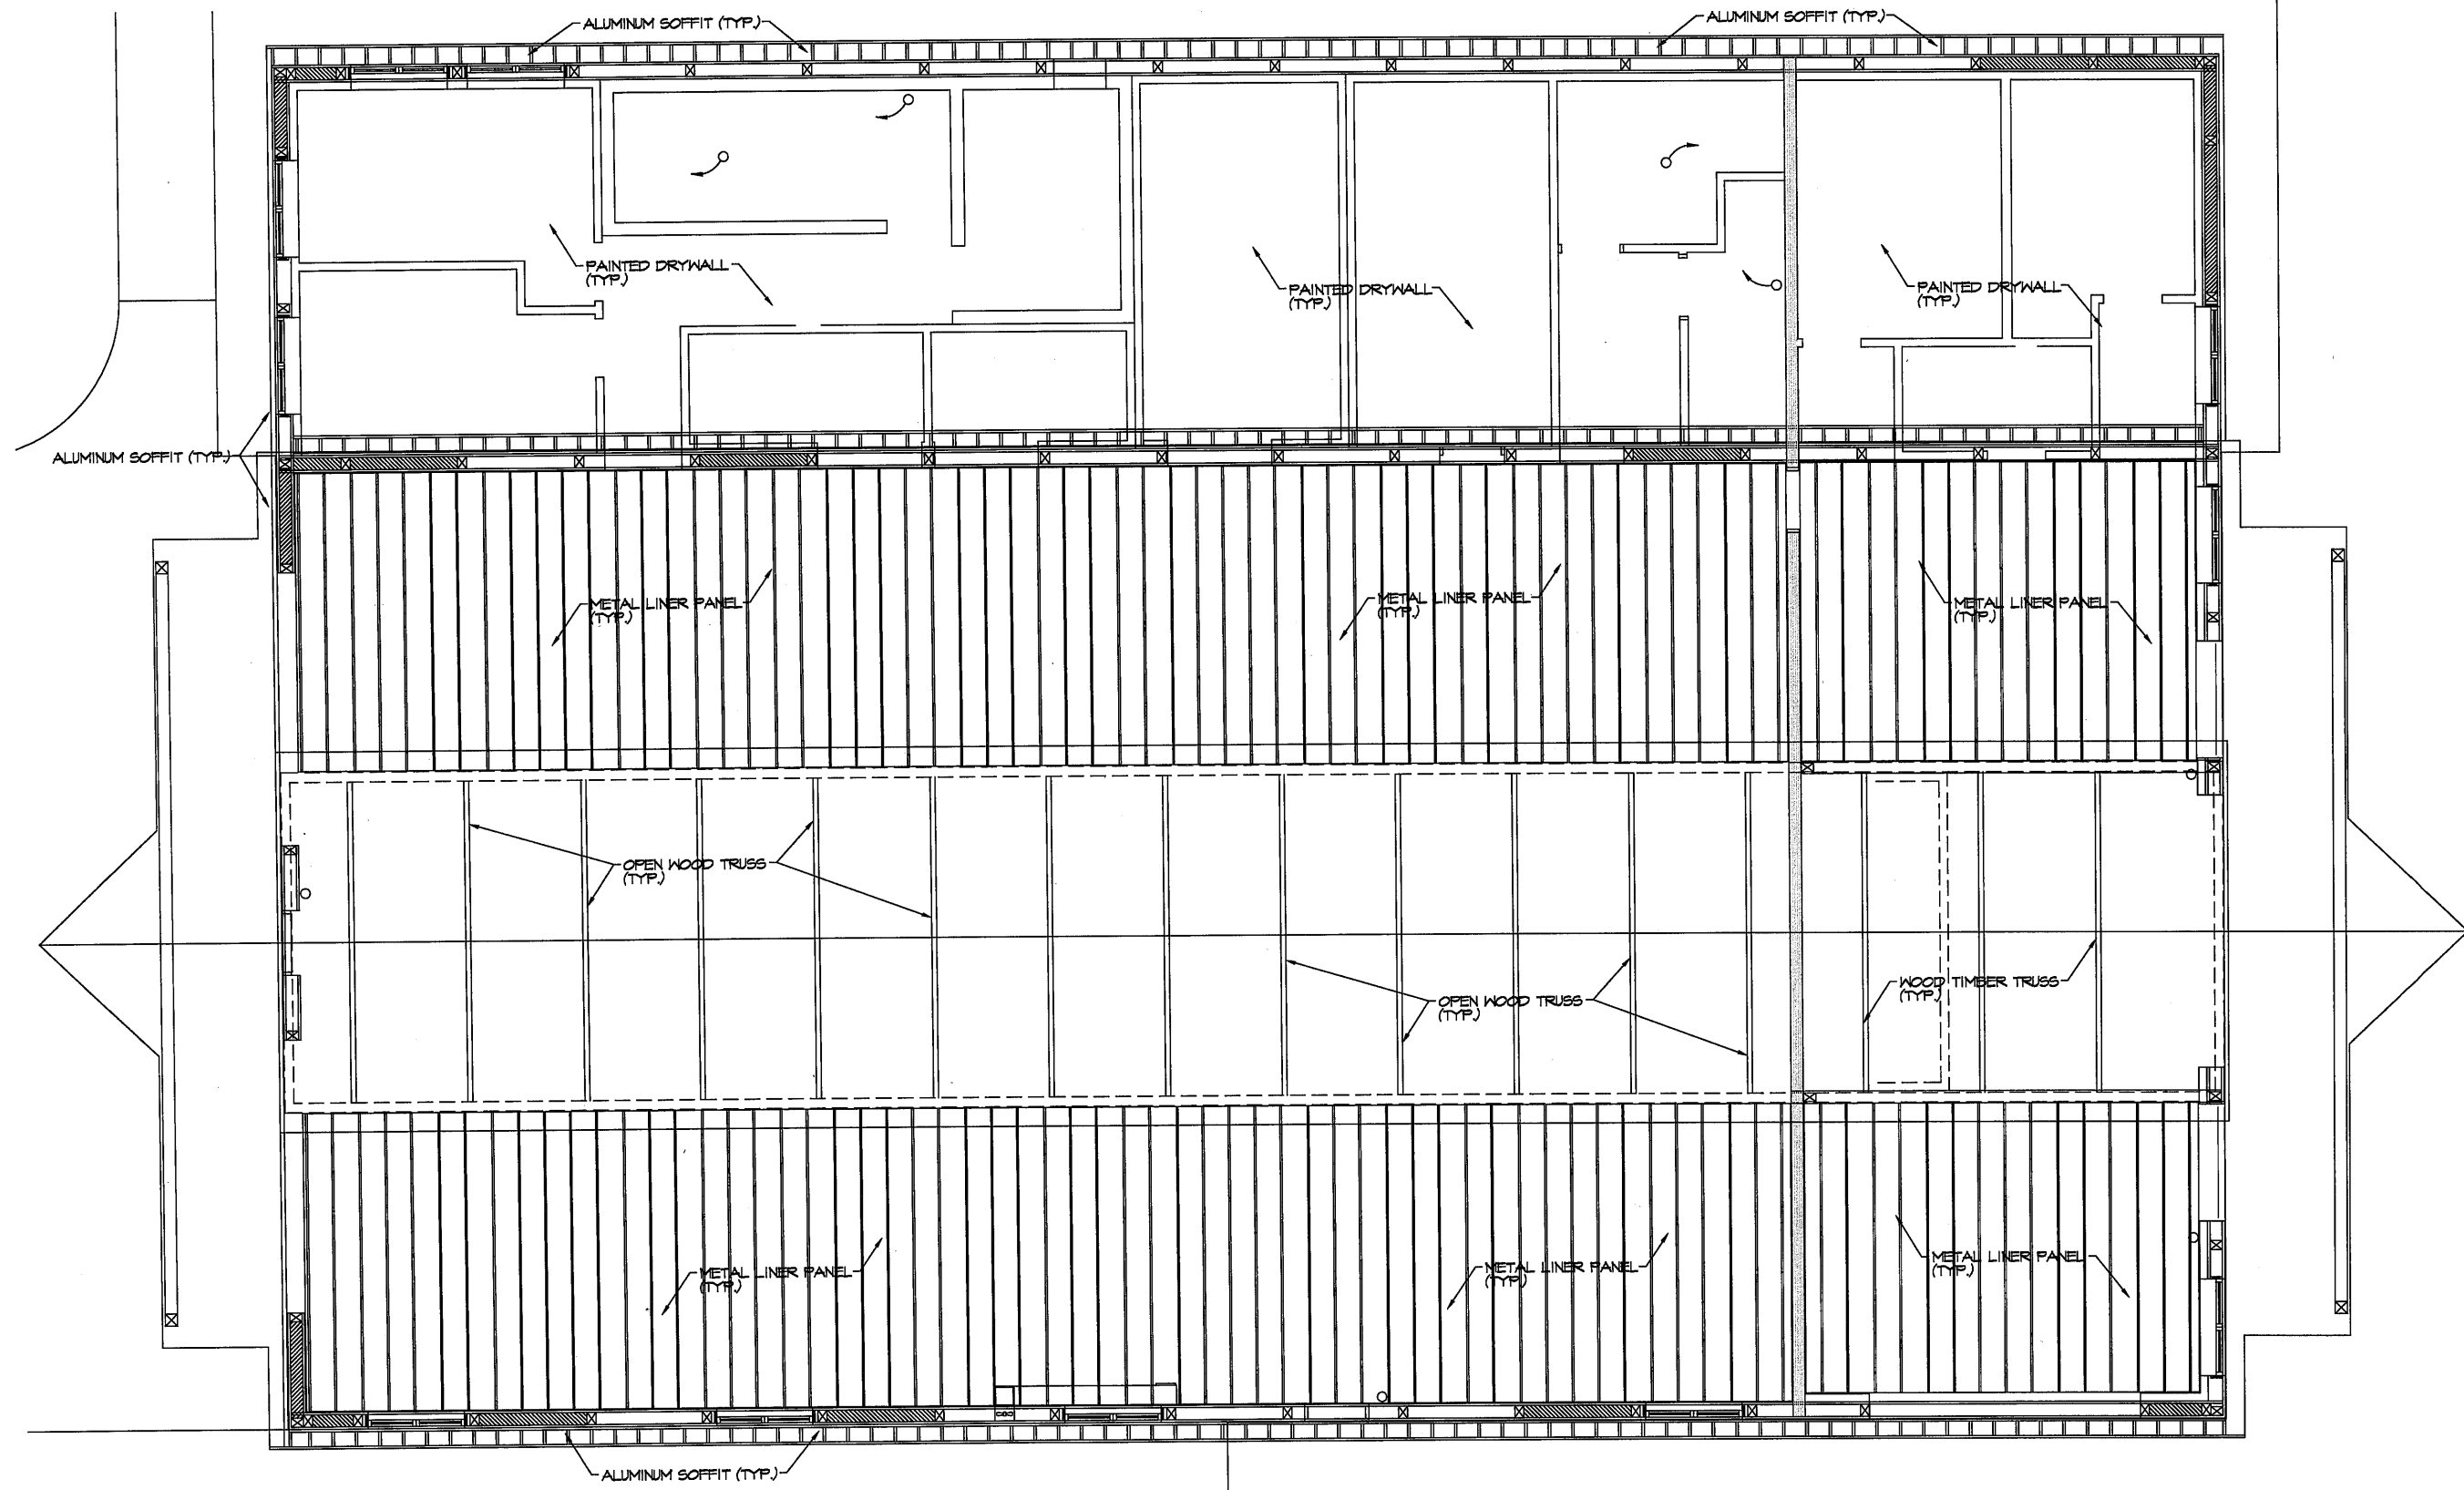 ALUMINUM SOFFIT (TYP.)
ALUMINUM SOFFIT (TYP.)
PAINTED DRYWALL
(TYP.)
PAINTED DRYWALL
(TYP.)
PAINTED DRYWALL
(TYP.)
ALUMINUM SOFFIT (TYP.)
METAL LINER PANEL
(TYP.)
METAL LINER PANEL
(TYP.)
METAL LINER PANEL
(TYP.)
OPEN WOOD TRUSS
(TYP.)
OPEN WOOD TRUSS
(TYP.)
WOOD TIMBER TRUSS
(TYP.)
METAL LINER PANEL
(TYP.)
METAL LINER PANEL
(TYP.)
METAL LINER PANEL
(TYP.)
ALUMINUM SOFFIT (TYP.)